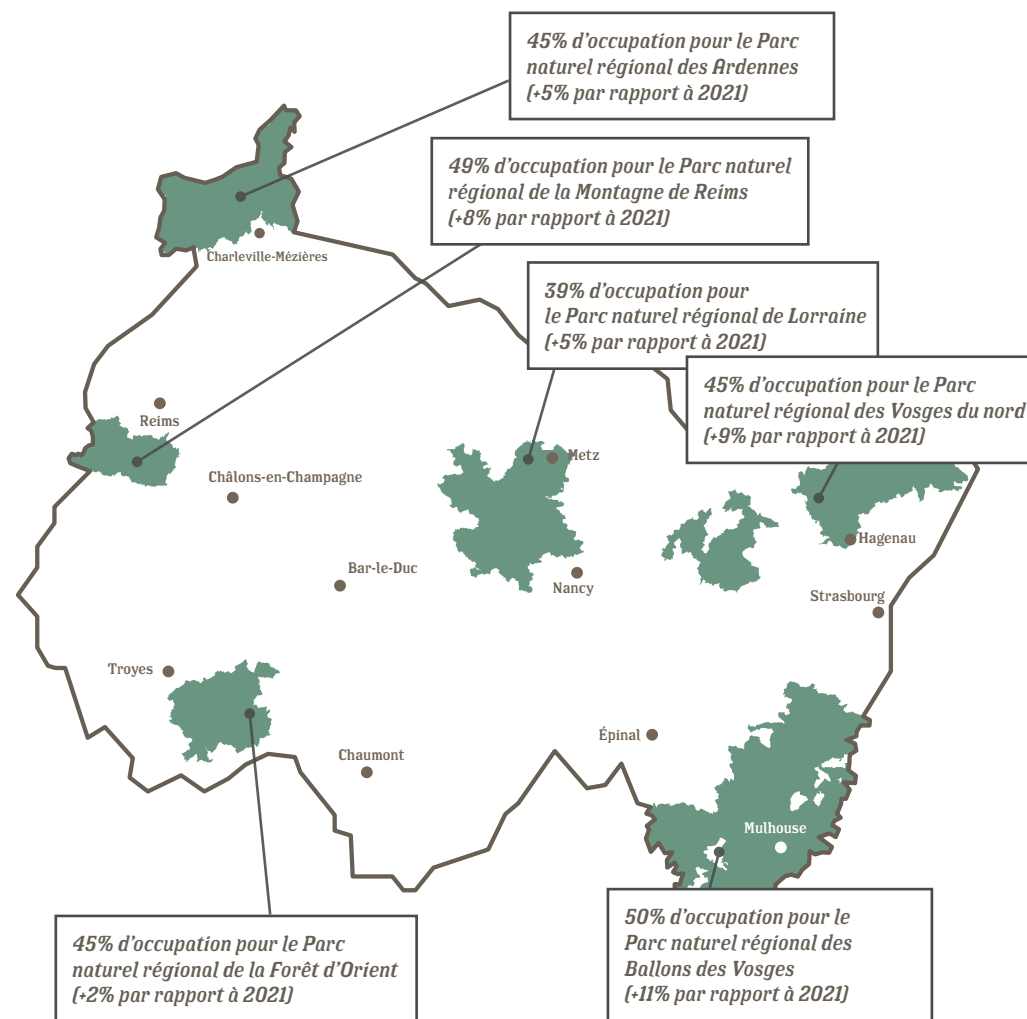 45% d'occupation pour le Parc
naturel régional des Ardennes
(+5% par rapport à 2021)
49% d'occupation pour le Parc naturel
régional de la Montagne de Reims
(+8% par rapport à 2021)
Charleville-Mézières
39% d'occupation pour
le Parc naturel régional de Lorraine
(+5% par rapport à 2021)
45% d'occupation pour le Parc
naturel régional des Vosges du nord
(+9% par rapport à 2021)
Reims
Metz
Châlons-en-Champagne
Hagenau
Bar-le-Duc
Nancy
Strasbourg
Troyes
Épinal
Chaumont
Mulhouse
45% d'occupation pour le Parc
naturel régional de la Forêt d'Orient
(+2% par rapport à 2021)
50% d'occupation pour le
Parc naturel régional des
Ballons des Vosges
(+11% par rapport à 2021)